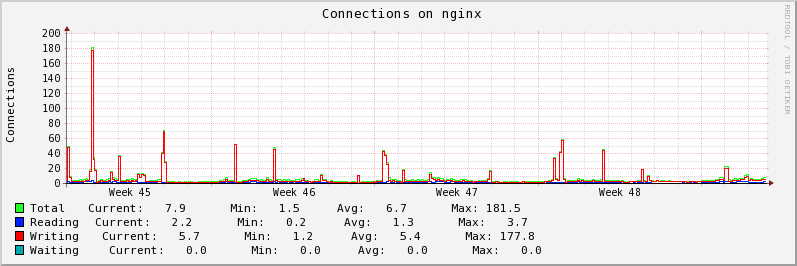 Connections on nginx
RRDTOOL / TOBI OETIKER
Connections
200
180
160
140
120
100
80
60
40
20
0
Week 45 Week 46 Week 47 Week 48
Total Current: 7.9 Min: 1.5 Avg: 6.7 Max: 181.5
Reading Current: 2.2 Min: 0.2 Avg: 1.3 Max: 3.7
Writing Current: 5.7 Min: 1.2 Avg: 5.4 Max: 177.8
Waiting Current: 0.0 Min: 0.0 Avg: 0.0 Max: 0.0